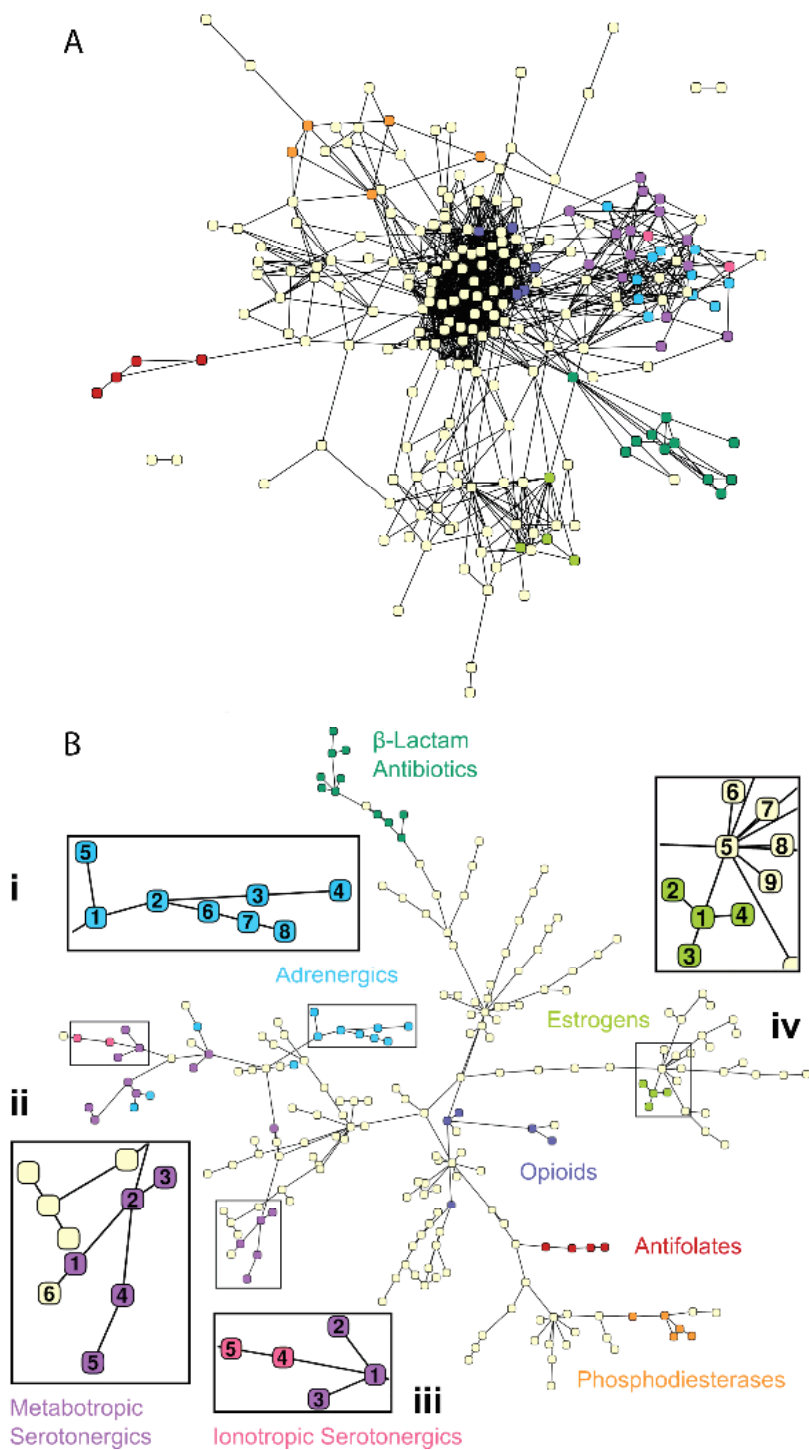 A
B
β-Lactam
Antibiotics
i
5
1
2
3
4
6
7
8
Adrenergics
6
7
5
8
2
9
1
4
3
iv
Estrogens
ii
3
2
1
6
4
5
Opioids
Antifolates
Phosphodiesterases
2
5
4
1
3
iii
Metabotropic
Serotonergics
Ionotropic Serotonergics